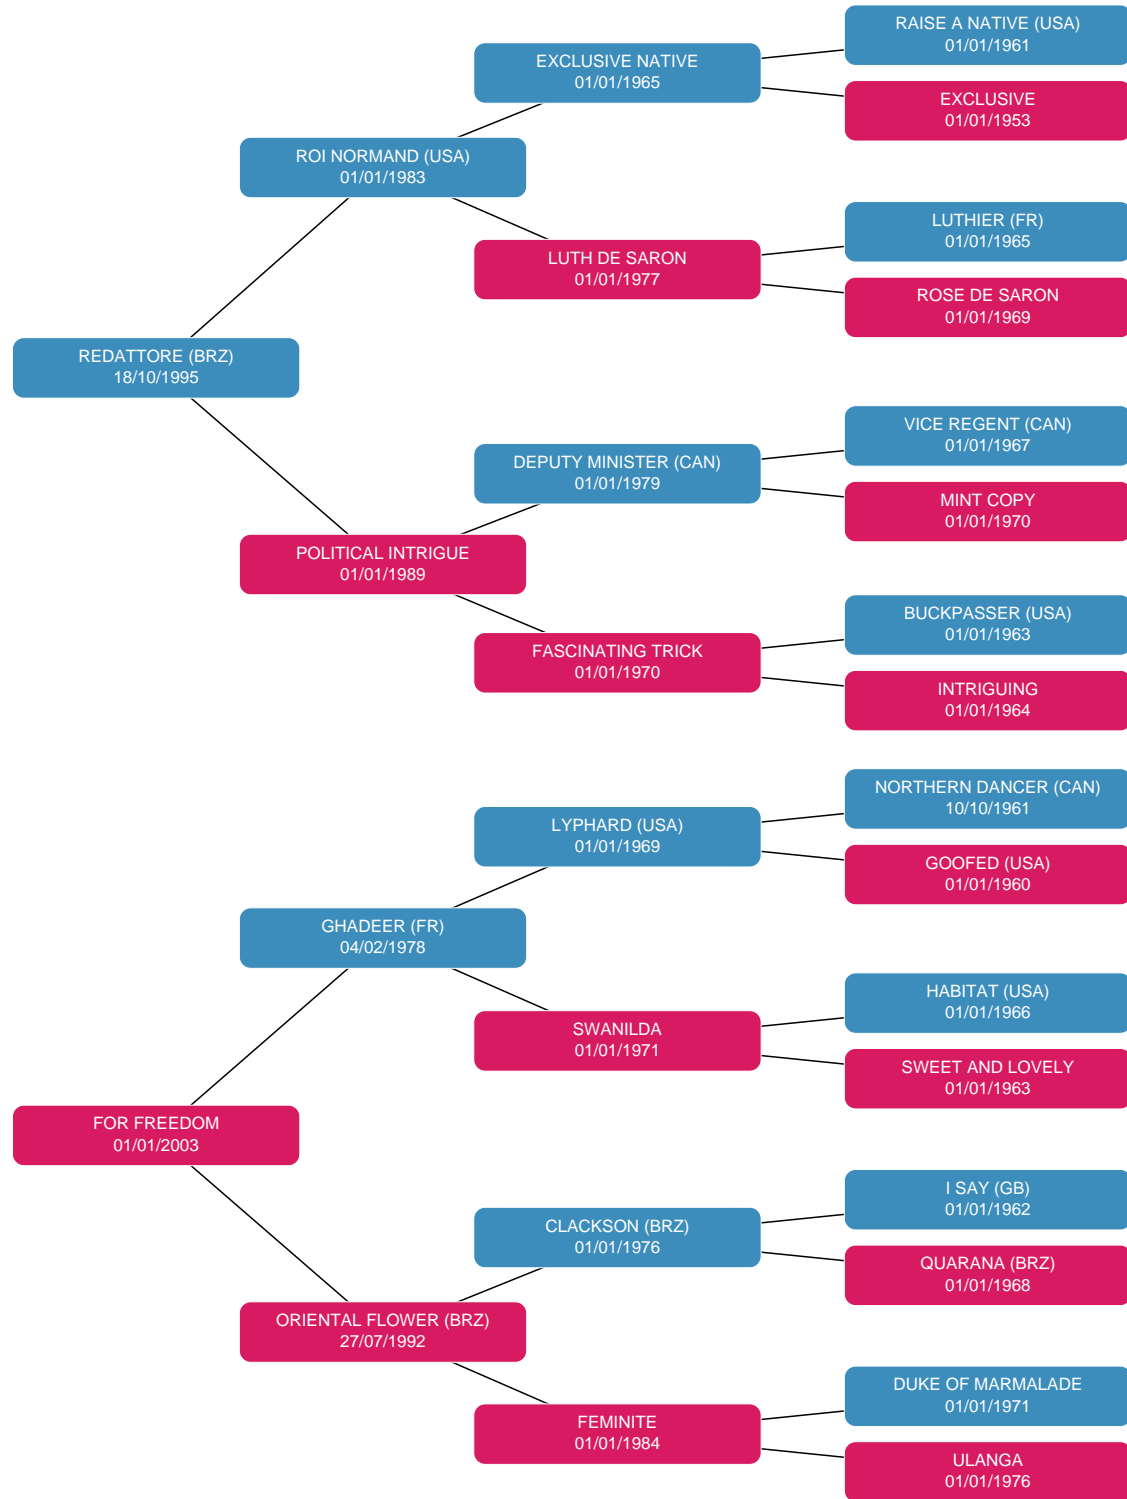 RAISE A NATIVE (USA)
01/01/1961
EXCLUSIVE NATIVE
01/01/1965
EXCLUSIVE
01/01/1953
ROI NORMAND (USA)
01/01/1983
LUTHIER (FR)
01/01/1965
LUTH DE SARON
01/01/1977
ROSE DE SARON
01/01/1969
REDATTORE (BRZ)
18/10/1995
VICE REGENT (CAN)
01/01/1967
DEPUTY MINISTER (CAN)
01/01/1979
MINT COPY
01/01/1970
POLITICAL INTRIGUE
01/01/1989
BUCKPASSER (USA)
01/01/1963
FASCINATING TRICK
01/01/1970
INTRIGUING
01/01/1964
NORTHERN DANCER (CAN)
10/10/1961
LYPHARD (USA)
01/01/1969
GOOFED (USA)
01/01/1960
GHADEER (FR)
04/02/1978
HABITAT (USA)
01/01/1966
SWANILDA
01/01/1971
SWEET AND LOVELY
01/01/1963
FOR FREEDOM
01/01/2003
I SAY (GB)
01/01/1962
CLACKSON (BRZ)
01/01/1976
QUARANA (BRZ)
01/01/1968
ORIENTAL FLOWER (BRZ)
27/07/1992
DUKE OF MARMALADE
01/01/1971
FEMINITE
01/01/1984
ULANGA
01/01/1976